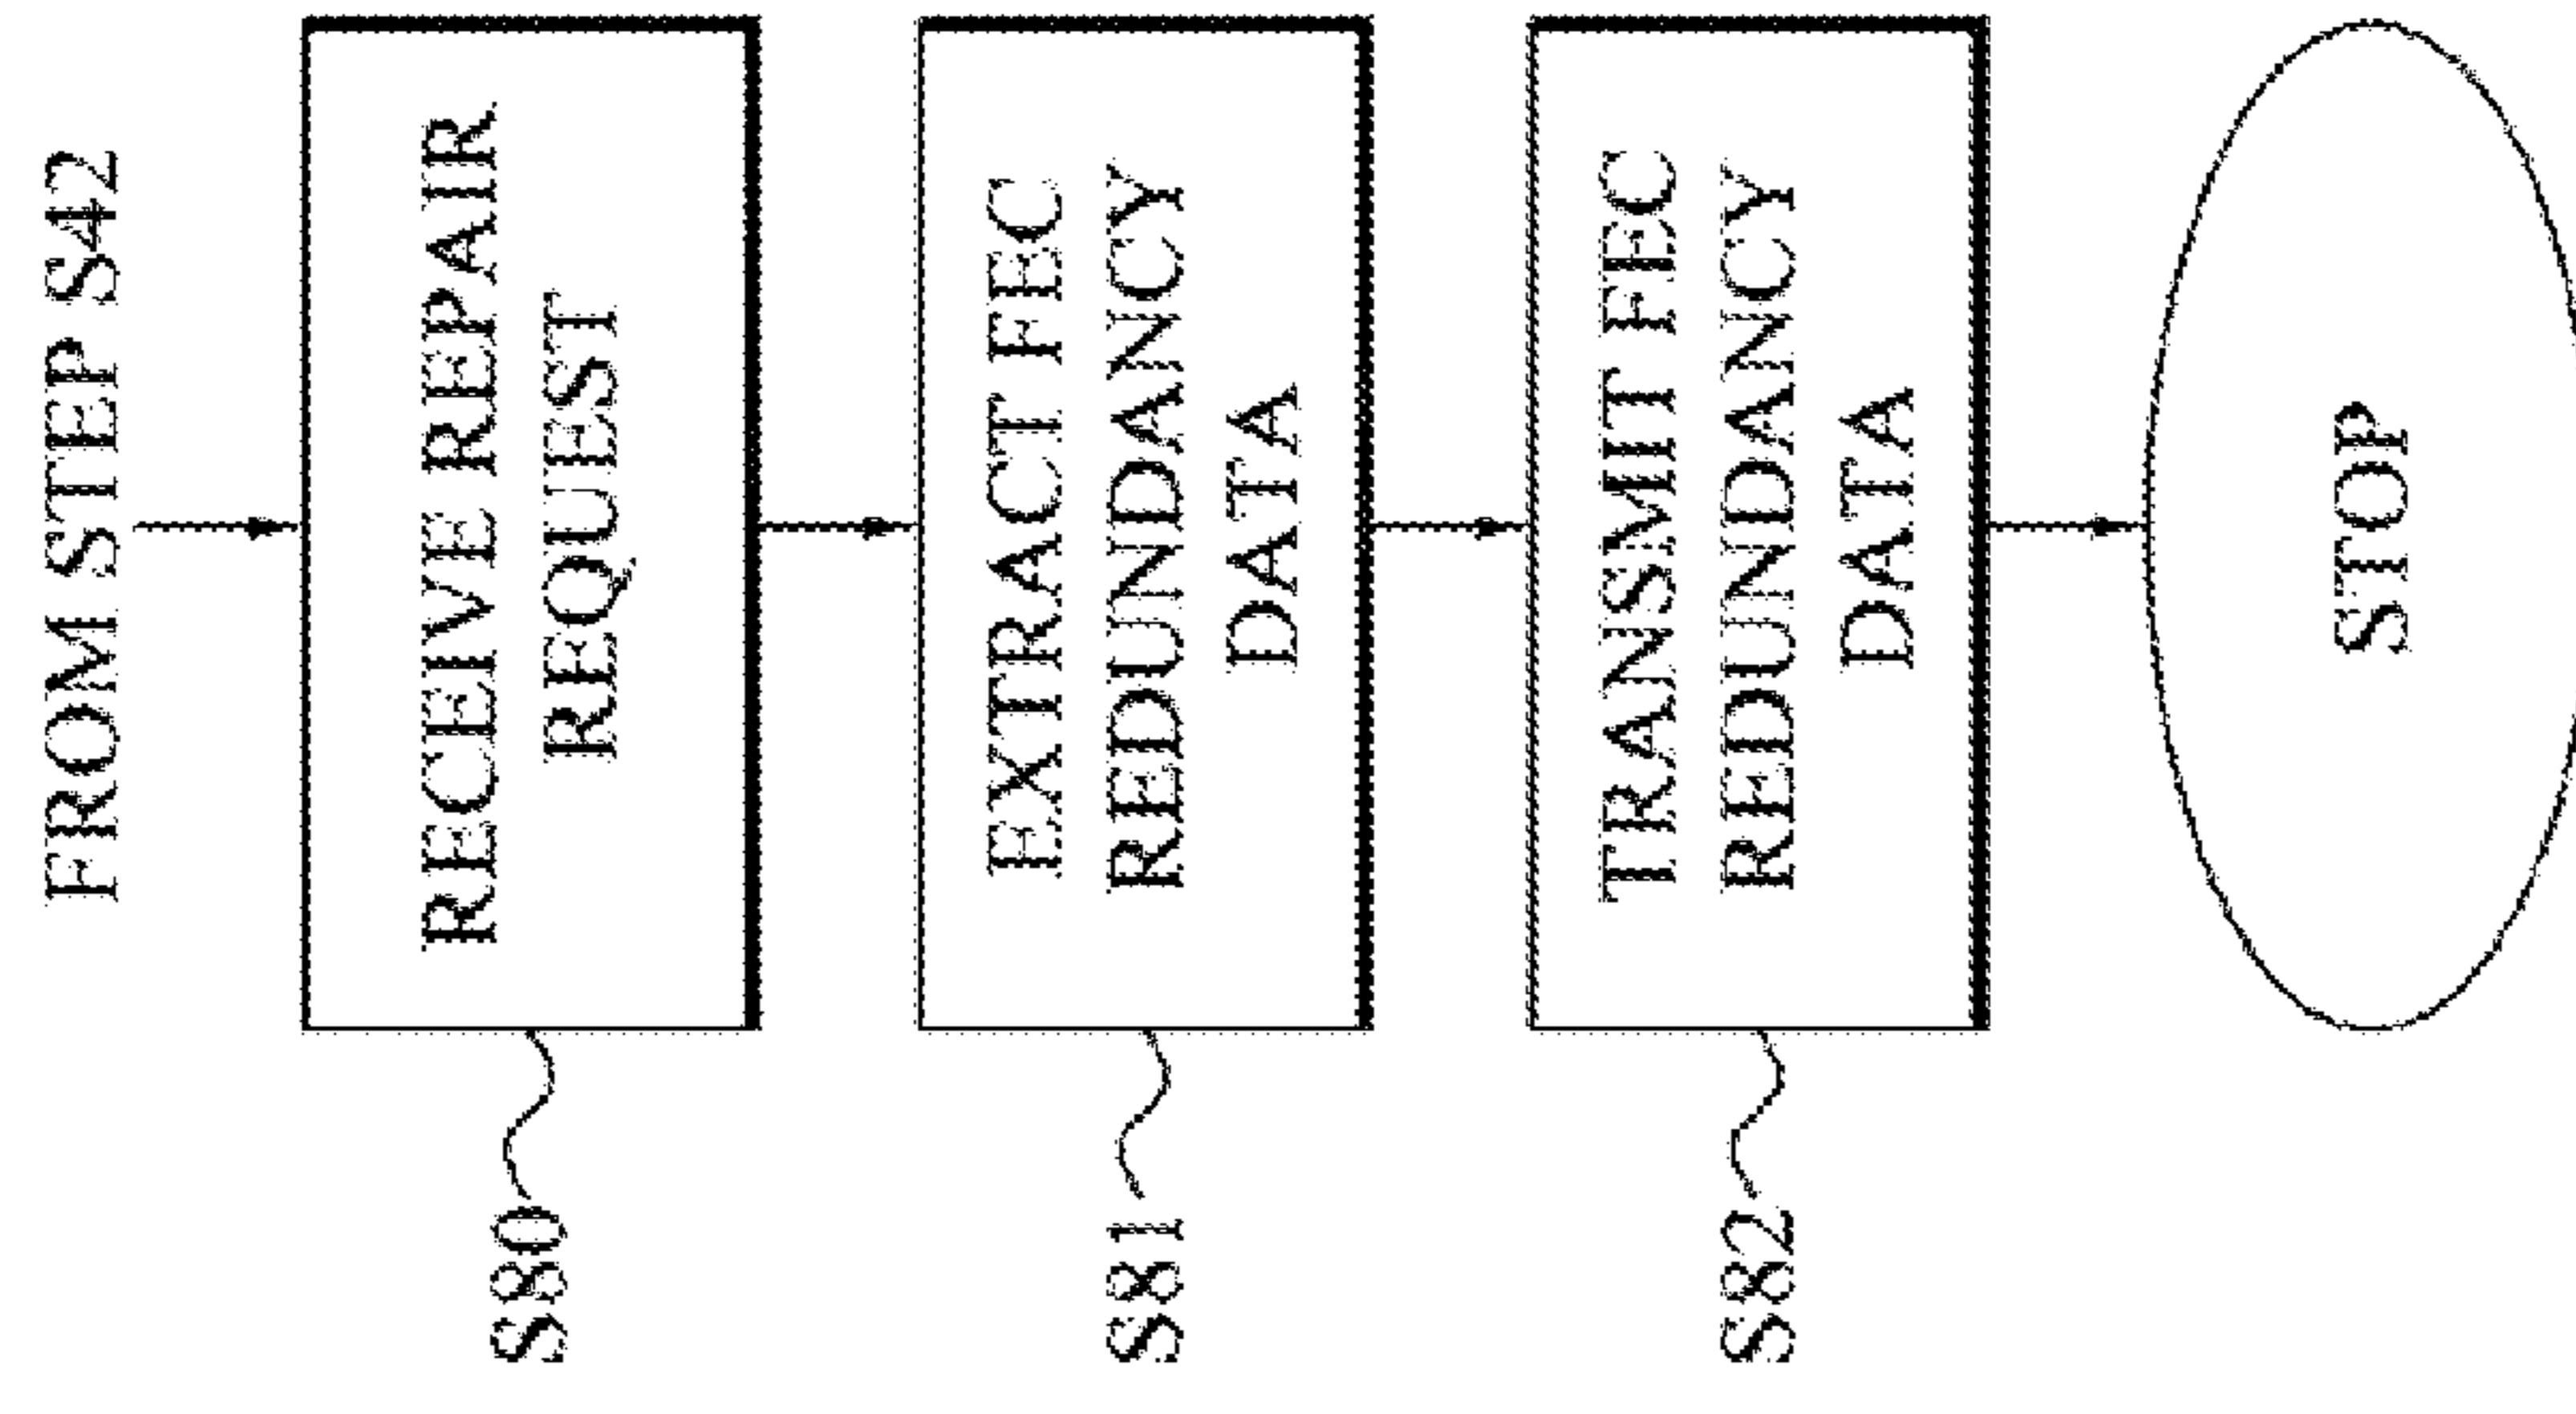 FROM STEP S42
RECEIVE REPAIR
REQUEST
S80
EXTRACT FEC
REDUNDANCY
DATA
S81
TRANSMIT FEC
REDUNDANCY
DATA
S82
STOP